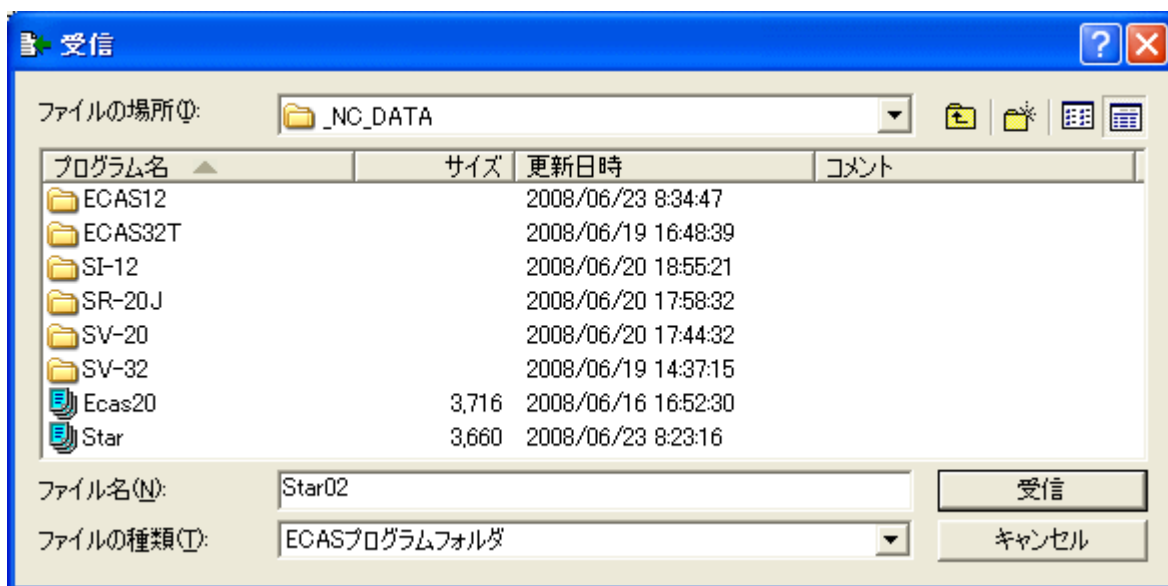 受信
ファイルの場所(I): _NC_DATA
プログラム名 サイズ 更新日時 コメント
ECAS12 2008/06/23 8:34:47
ECAS32T 2008/06/19 16:48:39
SI-12 2008/06/20 18:55:21
SR-20J 2008/06/20 17:58:32
SV-20 2008/06/20 17:44:32
SV-32 2008/06/19 14:37:15
Ecas20 3,716 2008/06/16 16:52:30
Star 3,660 2008/06/23 8:23:16
ファイル名(N): Star02 受信
ファイルの種類(T): ECASプログラムフォルダ キャンセル